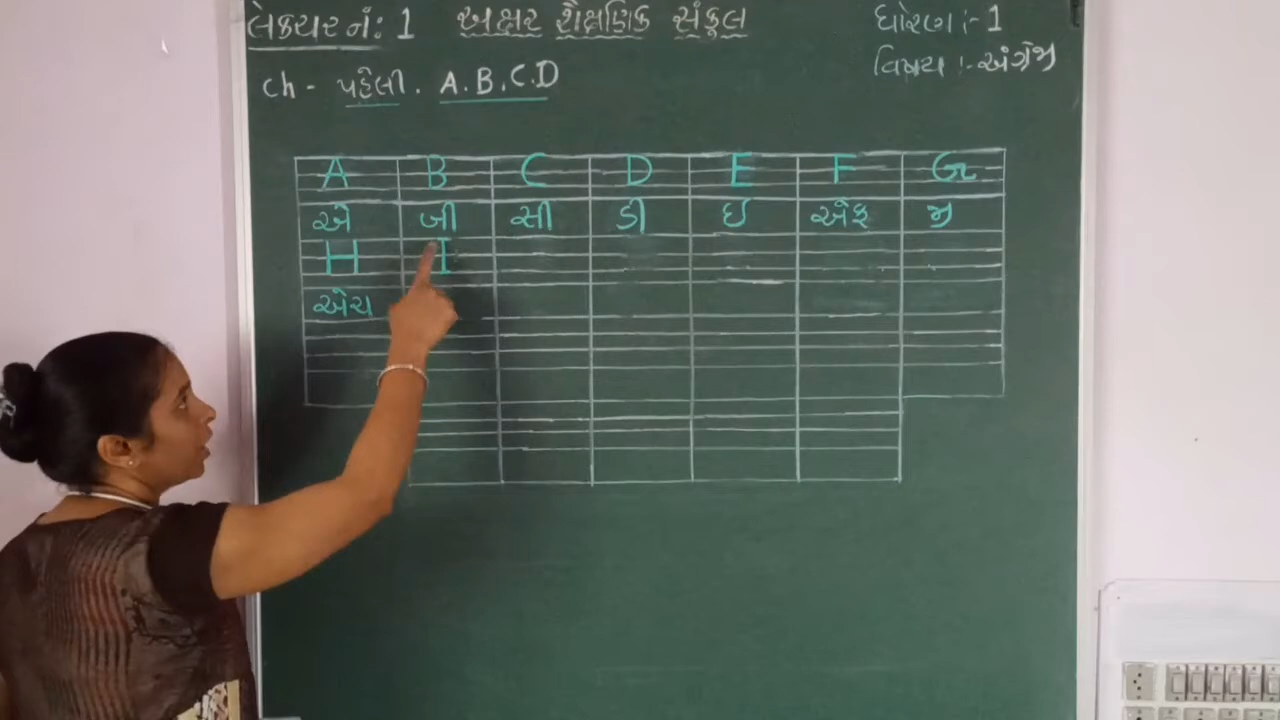 લેક્ચર નં: 1 અક્ષર શૈક્ષણિક સંકૂલ ધોરણ :- 1
વિષય :- અંગ્રેજી
ch - પહેલી. A.B.C.D
A B C D E F G
એ બી સી ડી ઇ એફ જી
H I
એચ